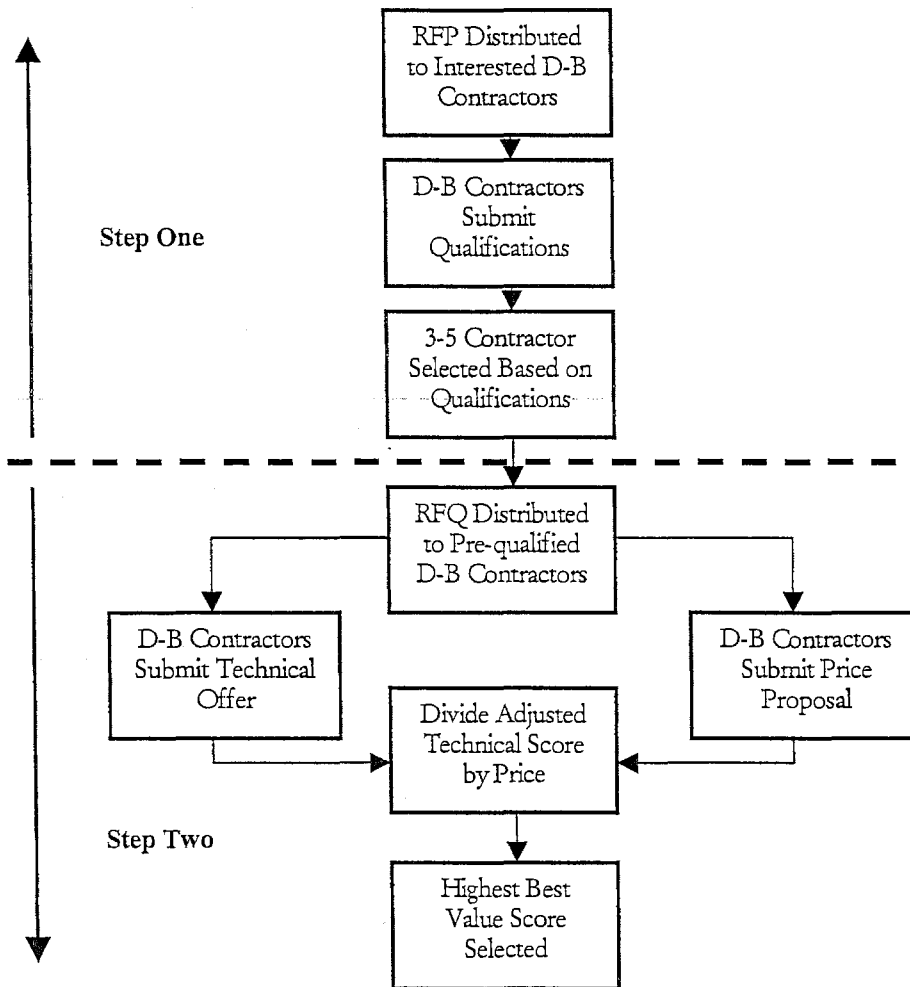 RFP Distributed
to Interested D-B
Contractors
D-B Contractors
Submit
Qualifications
Step One
3-5 Contractor
Selected Based on
Qualifications
RFQ Distributed
to Pre-qualified
D-B Contractors
D-B Contractors
Submit Technical
Offer
D-B Contractors
Submit Price
Proposal
Divide Adjusted
Technical Score
by Price
Step Two
Highest Best
Value Score
Selected